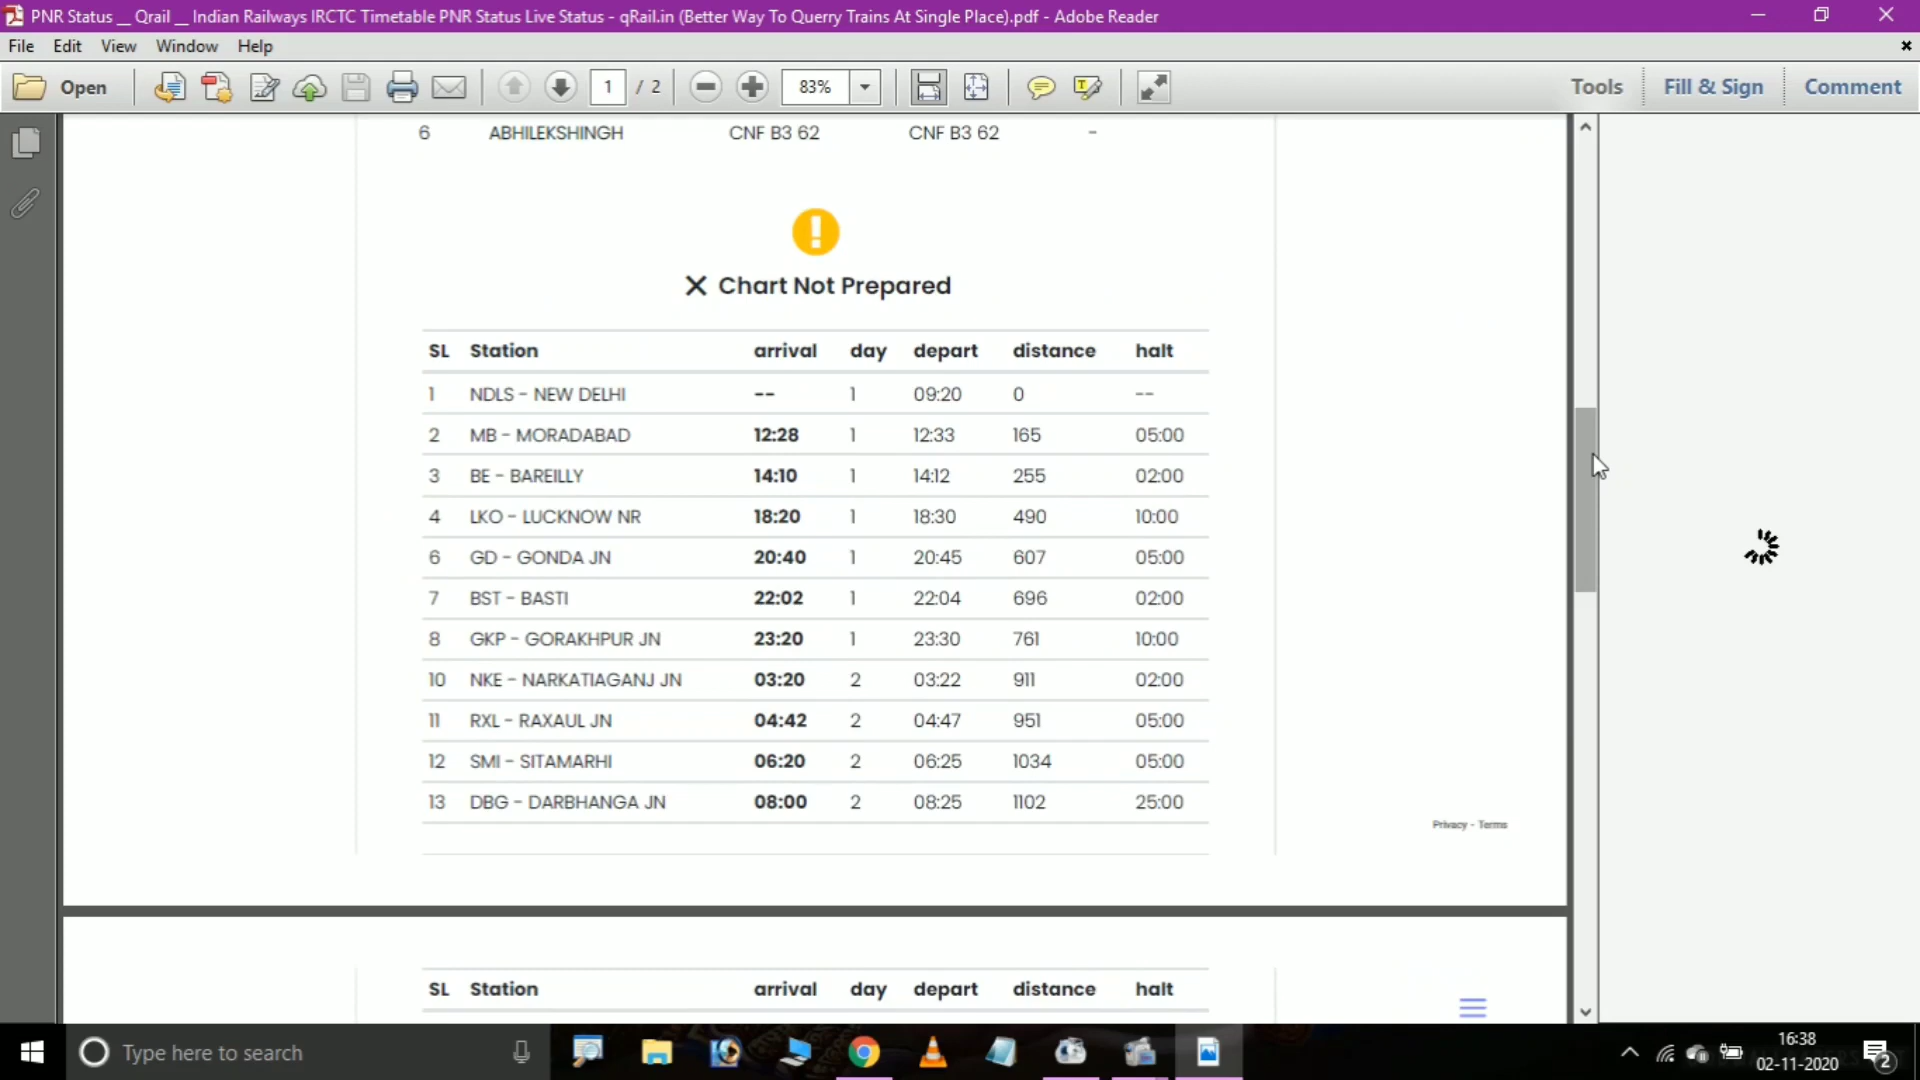 PNR Status __ Qrail __ Indian Railways IRCTC Timetable PNR Status Live Status - qRail.in (Better Way To Querry Trains At Single Place).pdf - Adobe Reader
File Edit View Window Help
Open 1 / 2 83% Tools Fill & Sign Comment
6 ABHILEKSHINGH CNF B3 62 CNF B3 62 -
Chart Not Prepared
SL Station arrival day depart distance halt
1 NDLS - NEW DELHI -- 1 09:20 0 --
2 MB - MORADABAD 12:28 1 12:33 165 05:00
3 BE - BAREILLY 14:10 1 14:12 255 02:00
4 LKO - LUCKNOW NR 18:20 1 18:30 490 10:00
6 GD - GONDA JN 20:40 1 20:45 607 05:00
7 BST - BASTI 22:02 1 22:04 696 02:00
8 GKP - GORAKHPUR JN 23:20 1 23:30 761 10:00
10 NKE - NARKATIAGANJ JN 03:20 2 03:22 911 02:00
11 RXL - RAXAUL JN 04:42 2 04:47 951 05:00
12 SMI - SITAMARHI 06:20 2 06:25 1034 05:00
13 DBG - DARBHANGA JN 08:00 2 08:25 1102 25:00
Privacy - Terms
SL Station arrival day depart distance halt
Type here to search
16:38
02-11-2020
2